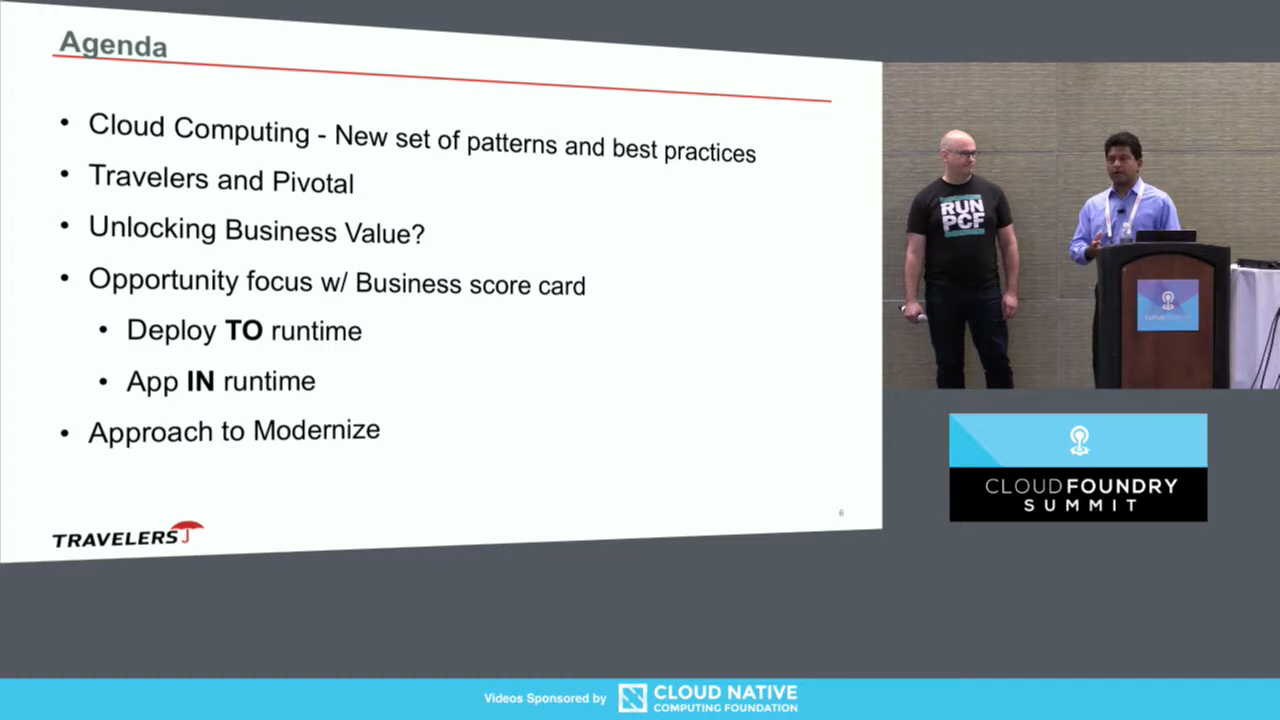 Agenda
• Cloud Computing - New set of patterns and best practices
• Travelers and Pivotal
• Unlocking Business Value?
• Opportunity focus w/ Business score card
• Deploy TO runtime
• App IN runtime
• Approach to Modernize
6
TRAVELERS
RUN
PCF
CLOUD FOUNDRY
CLOUD FOUNDRY
SUMMIT
Videos Sponsored by
CLOUD NATIVE
COMPUTING FOUNDATION